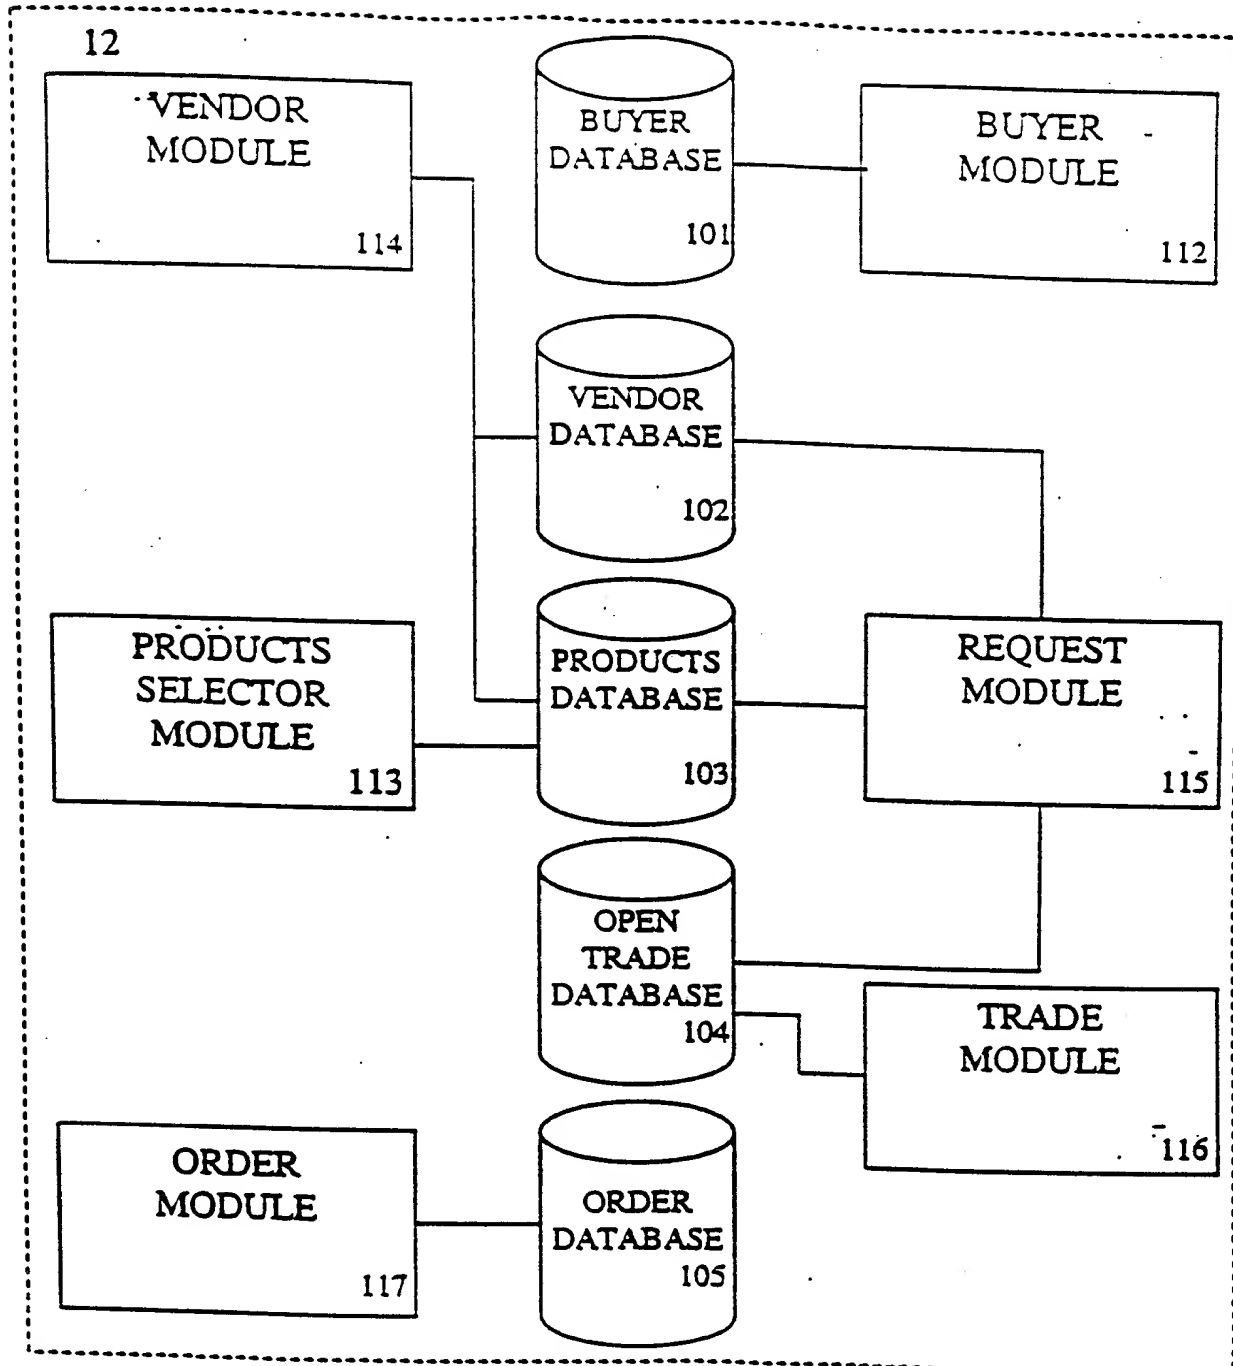 12
VENDOR
MODULE
114
BUYER
DATABASE
101
BUYER
MODULE
112
VENDOR
DATABASE
102
PRODUCTS
SELECTOR
MODULE
113
PRODUCTS
DATABASE
103
REQUEST
MODULE
115
OPEN
TRADE
DATABASE
104
TRADE
MODULE
116
ORDER
MODULE
117
ORDER
DATABASE
105